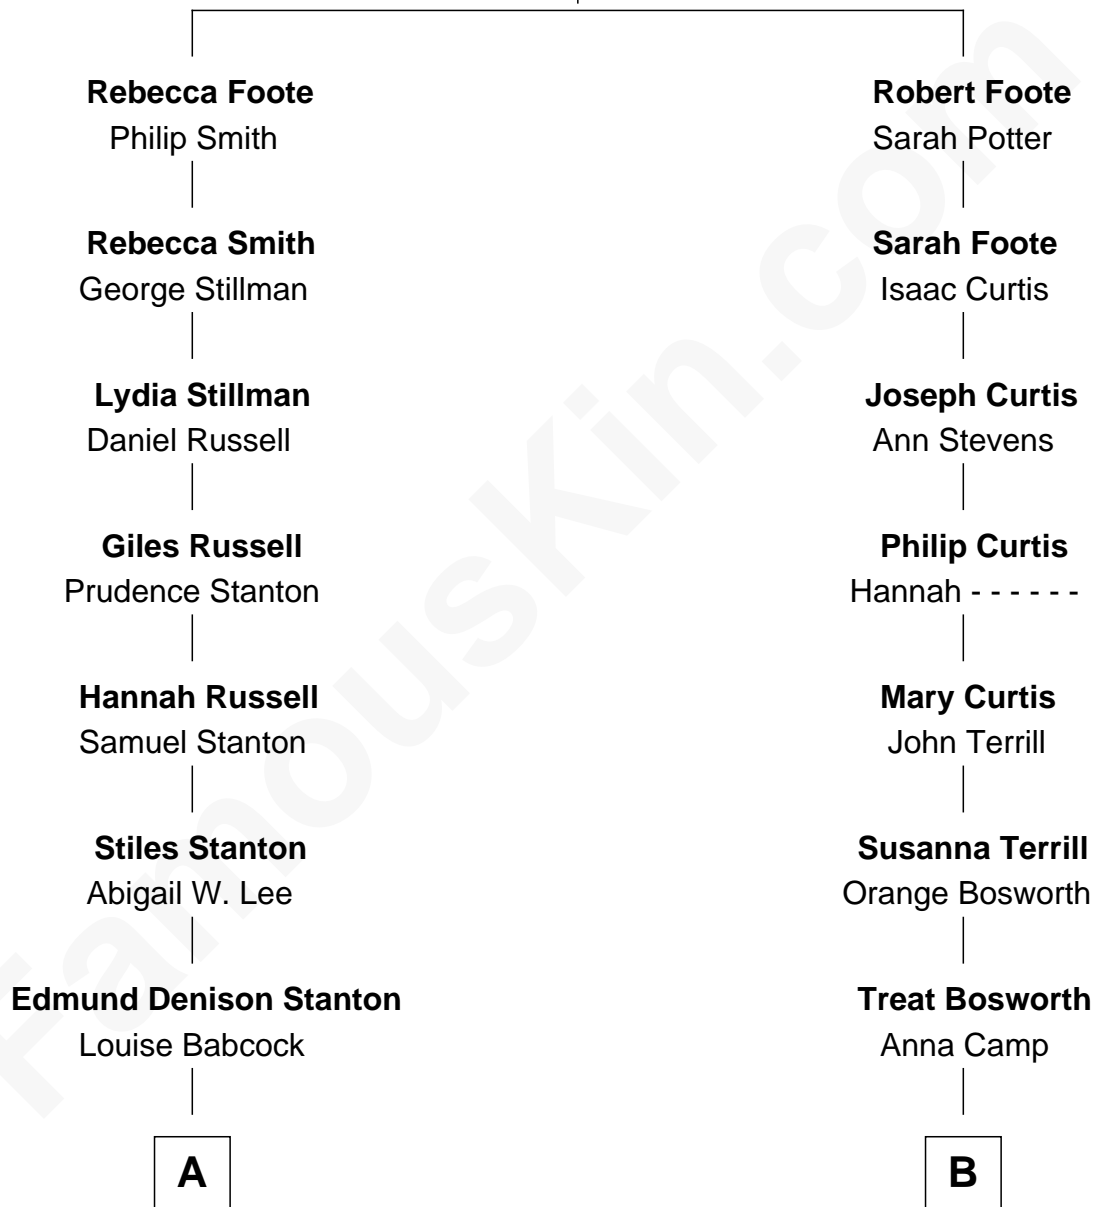 Rebecca Foote
Philip Smith
Rebecca Smith
George Stillman
Lydia Stillman
Daniel Russell
Giles Russell
Prudence Stanton
Hannah Russell
Samuel Stanton
Stiles Stanton
Abigail W. Lee
Edmund Denison Stanton
Louise Babcock
A
Robert Foote
Sarah Potter
Sarah Foote
Isaac Curtis
Joseph Curtis
Ann Stevens
Philip Curtis
Hannah - - - - - -
Mary Curtis
John Terrill
Susanna Terrill
Orange Bosworth
Treat Bosworth
Anna Camp
B
FamousKin.com